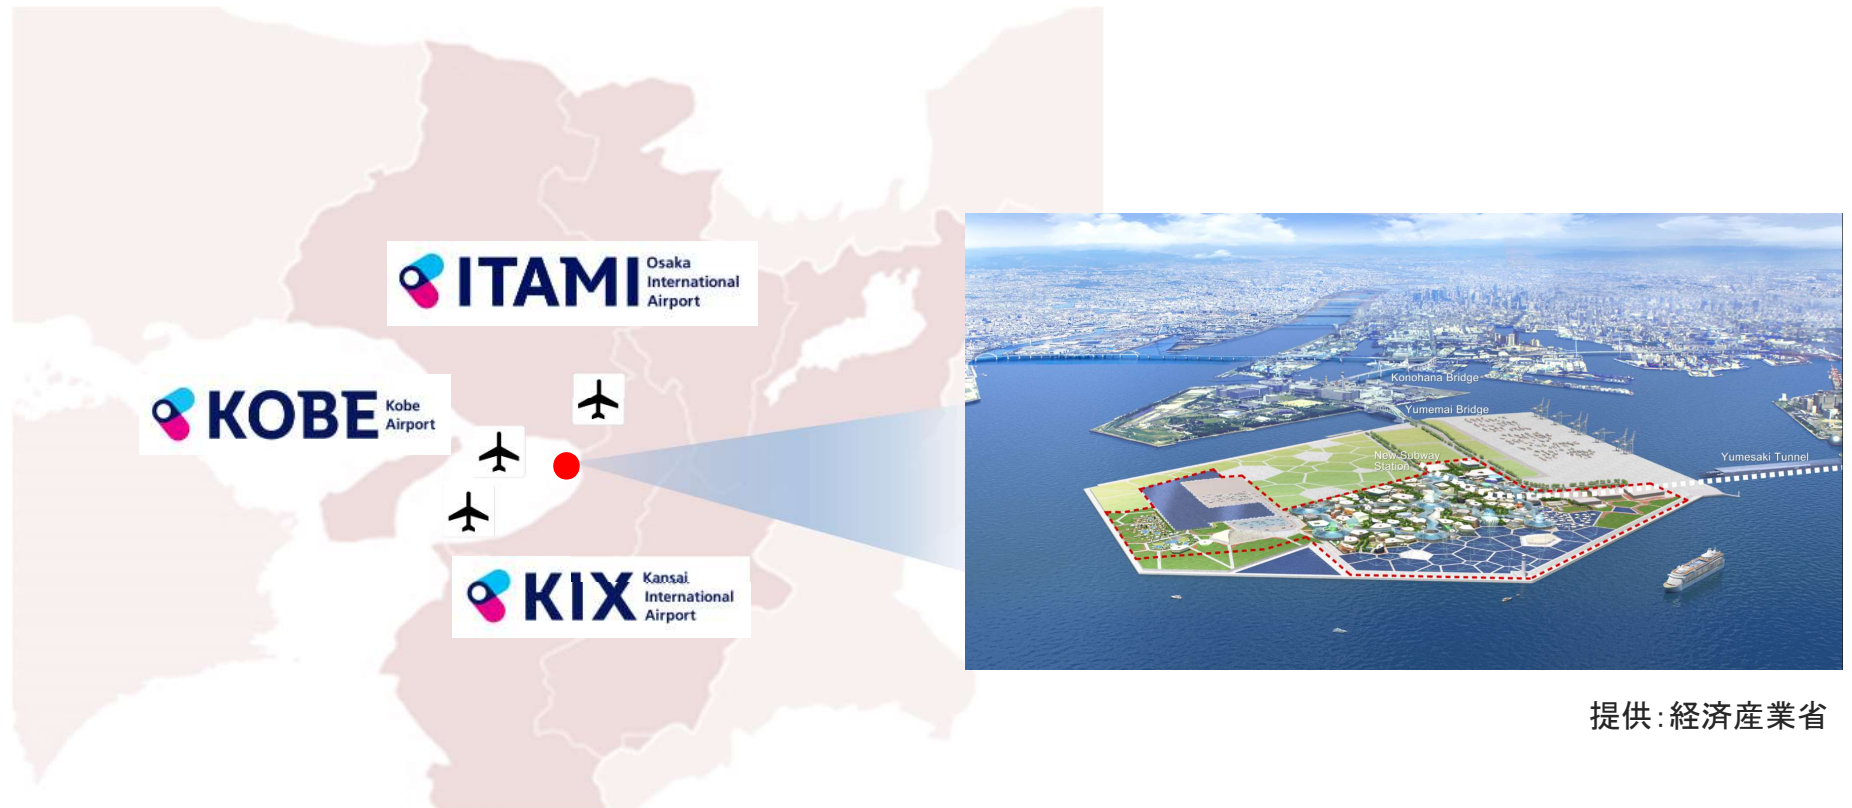 ITAMI
Osaka
International
Airport
KOBE
Kobe
Airport
KIX
Kansai
International
Airport
Konohana Bridge
Yumemai Bridge
New Subway
Station
Yumesaki Tunnel
提供：経済産業省